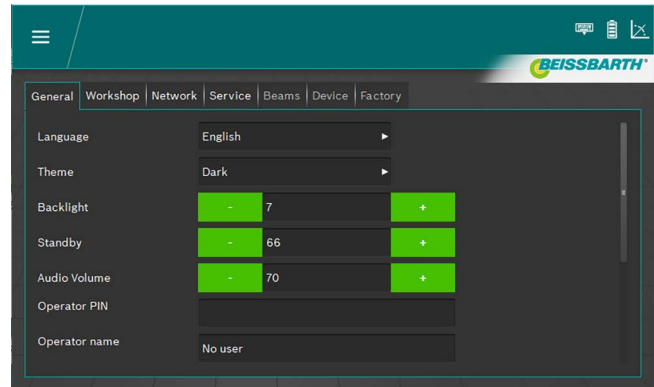 BEISSBARTH
General Workshop Network Service Beams Device Factory
Language English
Theme Dark
Backlight - 7 +
Standby - 66 +
Audio Volume - 70 +
Operator PIN
Operator name No user